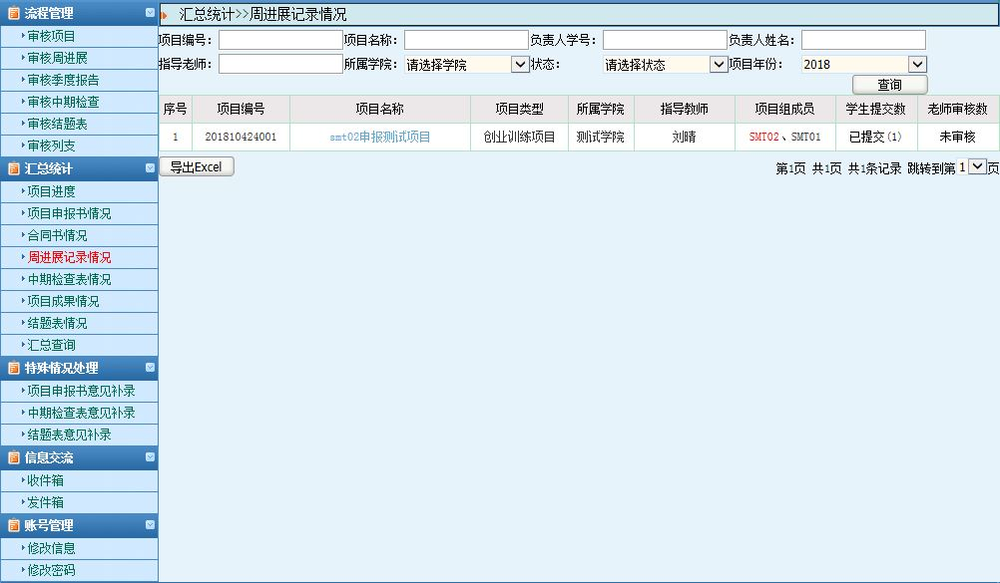 流程管理
审核项目
审核周进展
审核季度报告
审核中期检查
审核结题表
审核列支
汇总统计
项目进度
项目申报书情况
合同书情况
周进展记录情况
中期检查表情况
项目成果情况
结题表情况
汇总查询
特殊情况处理
项目申报书意见补录
中期检查表意见补录
结题表意见补录
信息交流
收件箱
发件箱
账号管理
修改信息
修改密码
汇总统计>>周进展记录情况
项目编号: 项目名称: 负责人学号: 负责人姓名:
指导老师: 所属学院: 请选择学院 状态: 请选择状态 项目年份: 2018
查询
序号 项目编号 项目名称 项目类型 所属学院 指导教师 项目组成员 学生提交数 老师审核数
1 201810424001 smt02申报测试项目 创业训练项目 测试学院 刘晴 SMT02、SMT01 已提交(1) 未审核
导出Excel 第1页 共1页 共1条记录 跳转到第 1 页